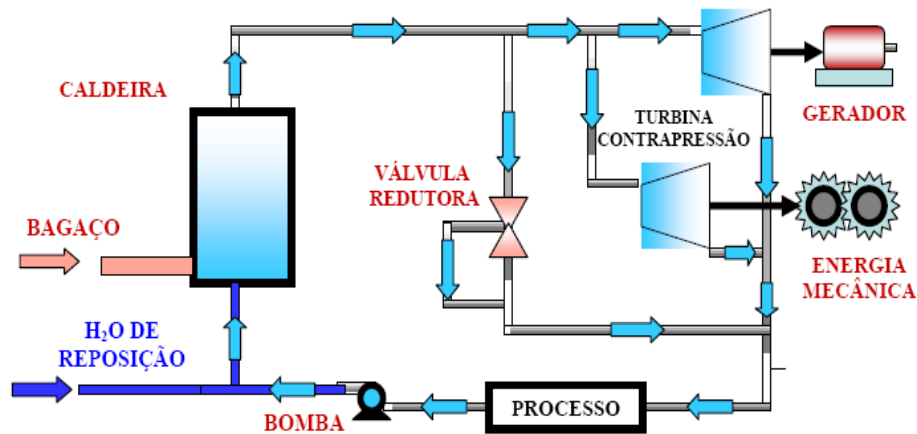 CALDEIRA
GERADOR
TURBINA
CONTRAPRESSÃO
VÁLVULA
REDUTORA
BAGAÇO
ENERGIA
MECÂNICA
H₂O DE
REPOSIÇÃO
BOMBA
PROCESSO